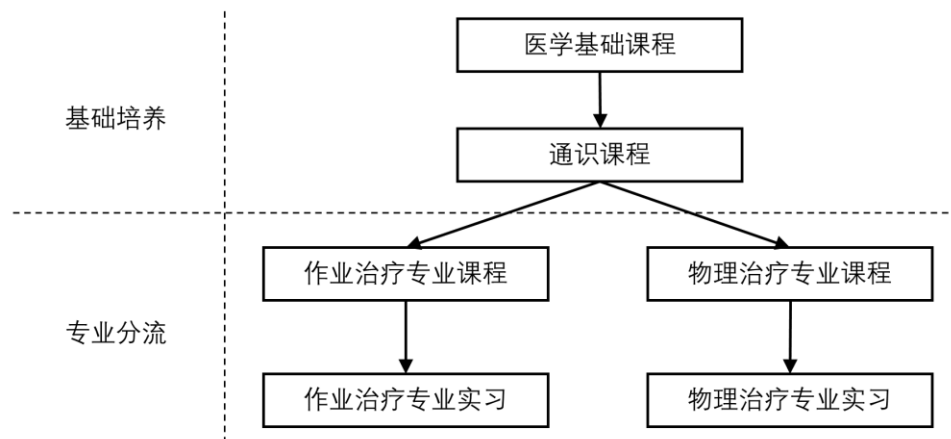 医学基础课程
基础培养
通识课程
作业治疗专业课程
物理治疗专业课程
专业分流
作业治疗专业实习
物理治疗专业实习